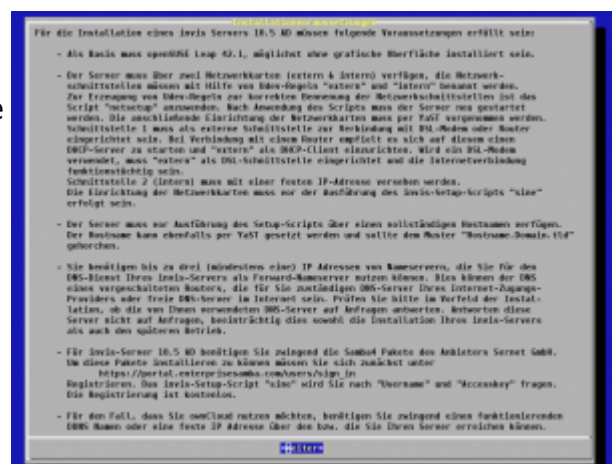 Installationsvoraussetzungen
Für die Installation eines invis Servers 10.5 AD müssen folgende Voraussetzungen erfüllt sein:
- Als Basis muss openSUSE Leap 42.1, möglichst ohne grafische Oberfläche installiert sein.
- Der Server muss über zwei Netzwerkkarten (extern & intern) verfügen, die Netzwerk-
schnittstellen müssen mit Hilfe von Udev-Regeln "extern" und "intern" benannt werden.
Zur Erzeugung von Udev-Regeln zur korrekten Benennung der Netzwerkschnittstellen ist das
Script "netsetup" anzuwenden. Nach Anwendung des Scripts muss der Server neu gestartet
werden. Die anschließende Einrichtung der Netzwerkkarten muss per YaST vorgenommen werden.
Schnittstelle 1 muss als externe Schnittstelle zur Verbindung mit DSL-Modem oder Router
eingerichtet sein. Bei Verbindung mit einem Router empfielt es sich auf diesem einen
DHCP-Server zu starten und "extern" als DHCP-Client einzurichten. Wird ein DSL-Modem
verwendet, muss "extern" als DSL-Schnittstelle eingerichtet und die Internetverbindung
funktionstüchtig sein.
Schnittstelle 2 (intern) muss mit einer festen IP-Adresse versehen werden.
Die Einrichtung der Netzwerkkarten muss vor der Ausführung des invis-Setup-Scripts "sine"
erfolgt sein.
- Der Server muss vor Ausführung des Setup-Scripts über einen vollständigen Hostnamen verfügen.
Der Hostname kann ebenfalls per YaST gesetzt werden und sollte dem Muster "Hostname.Domain.tld"
gehorchen.
- Sie benötigen bis zu drei (mindestens eine) IP Adressen von Nameservern, die Sie für den
DNS-Dienst Ihres invis-Servers als Forward-Nameserver nutzen können. Dies können der DNS
eines vorgeschalteten Routers, die für Sie zuständigen DNS-Server Ihres Internet-Zugangs-
Providers oder freie DNS-Server im Internet sein. Prüfen Sie bitte im Vorfeld der Instal-
lation, ob die von Ihnen verwendeten DNS-Server auf Anfragen antworten. Antworten diese
Server nicht auf Anfragen, beeinträchtig dies sowohl die Installation Ihres invis-Servers
als auch den späteren Betrieb.
- Für invis-Server 10.5 AD benötigen Sie zwingend die Samba4 Pakete des Anbieters Sernet GmbH.
Um diese Pakete installieren zu können müssen Sie sich zunächst unter
https://portal.enterprisesamba.com/users/sign_in
Registrieren. Das invis-Setup-Script "sine" wird Sie nach "Username" und "Accesskey" fragen.
Die Registrierung ist kostenlos.
- Für den Fall, dass Sie ownCloud nutzen möchten, benötigen Sie zwingend einen funktionierenden
DDNS Namen oder eine feste IP Adresse über den bzw. die Sie Ihren Server erreichen können.
Weiter
e